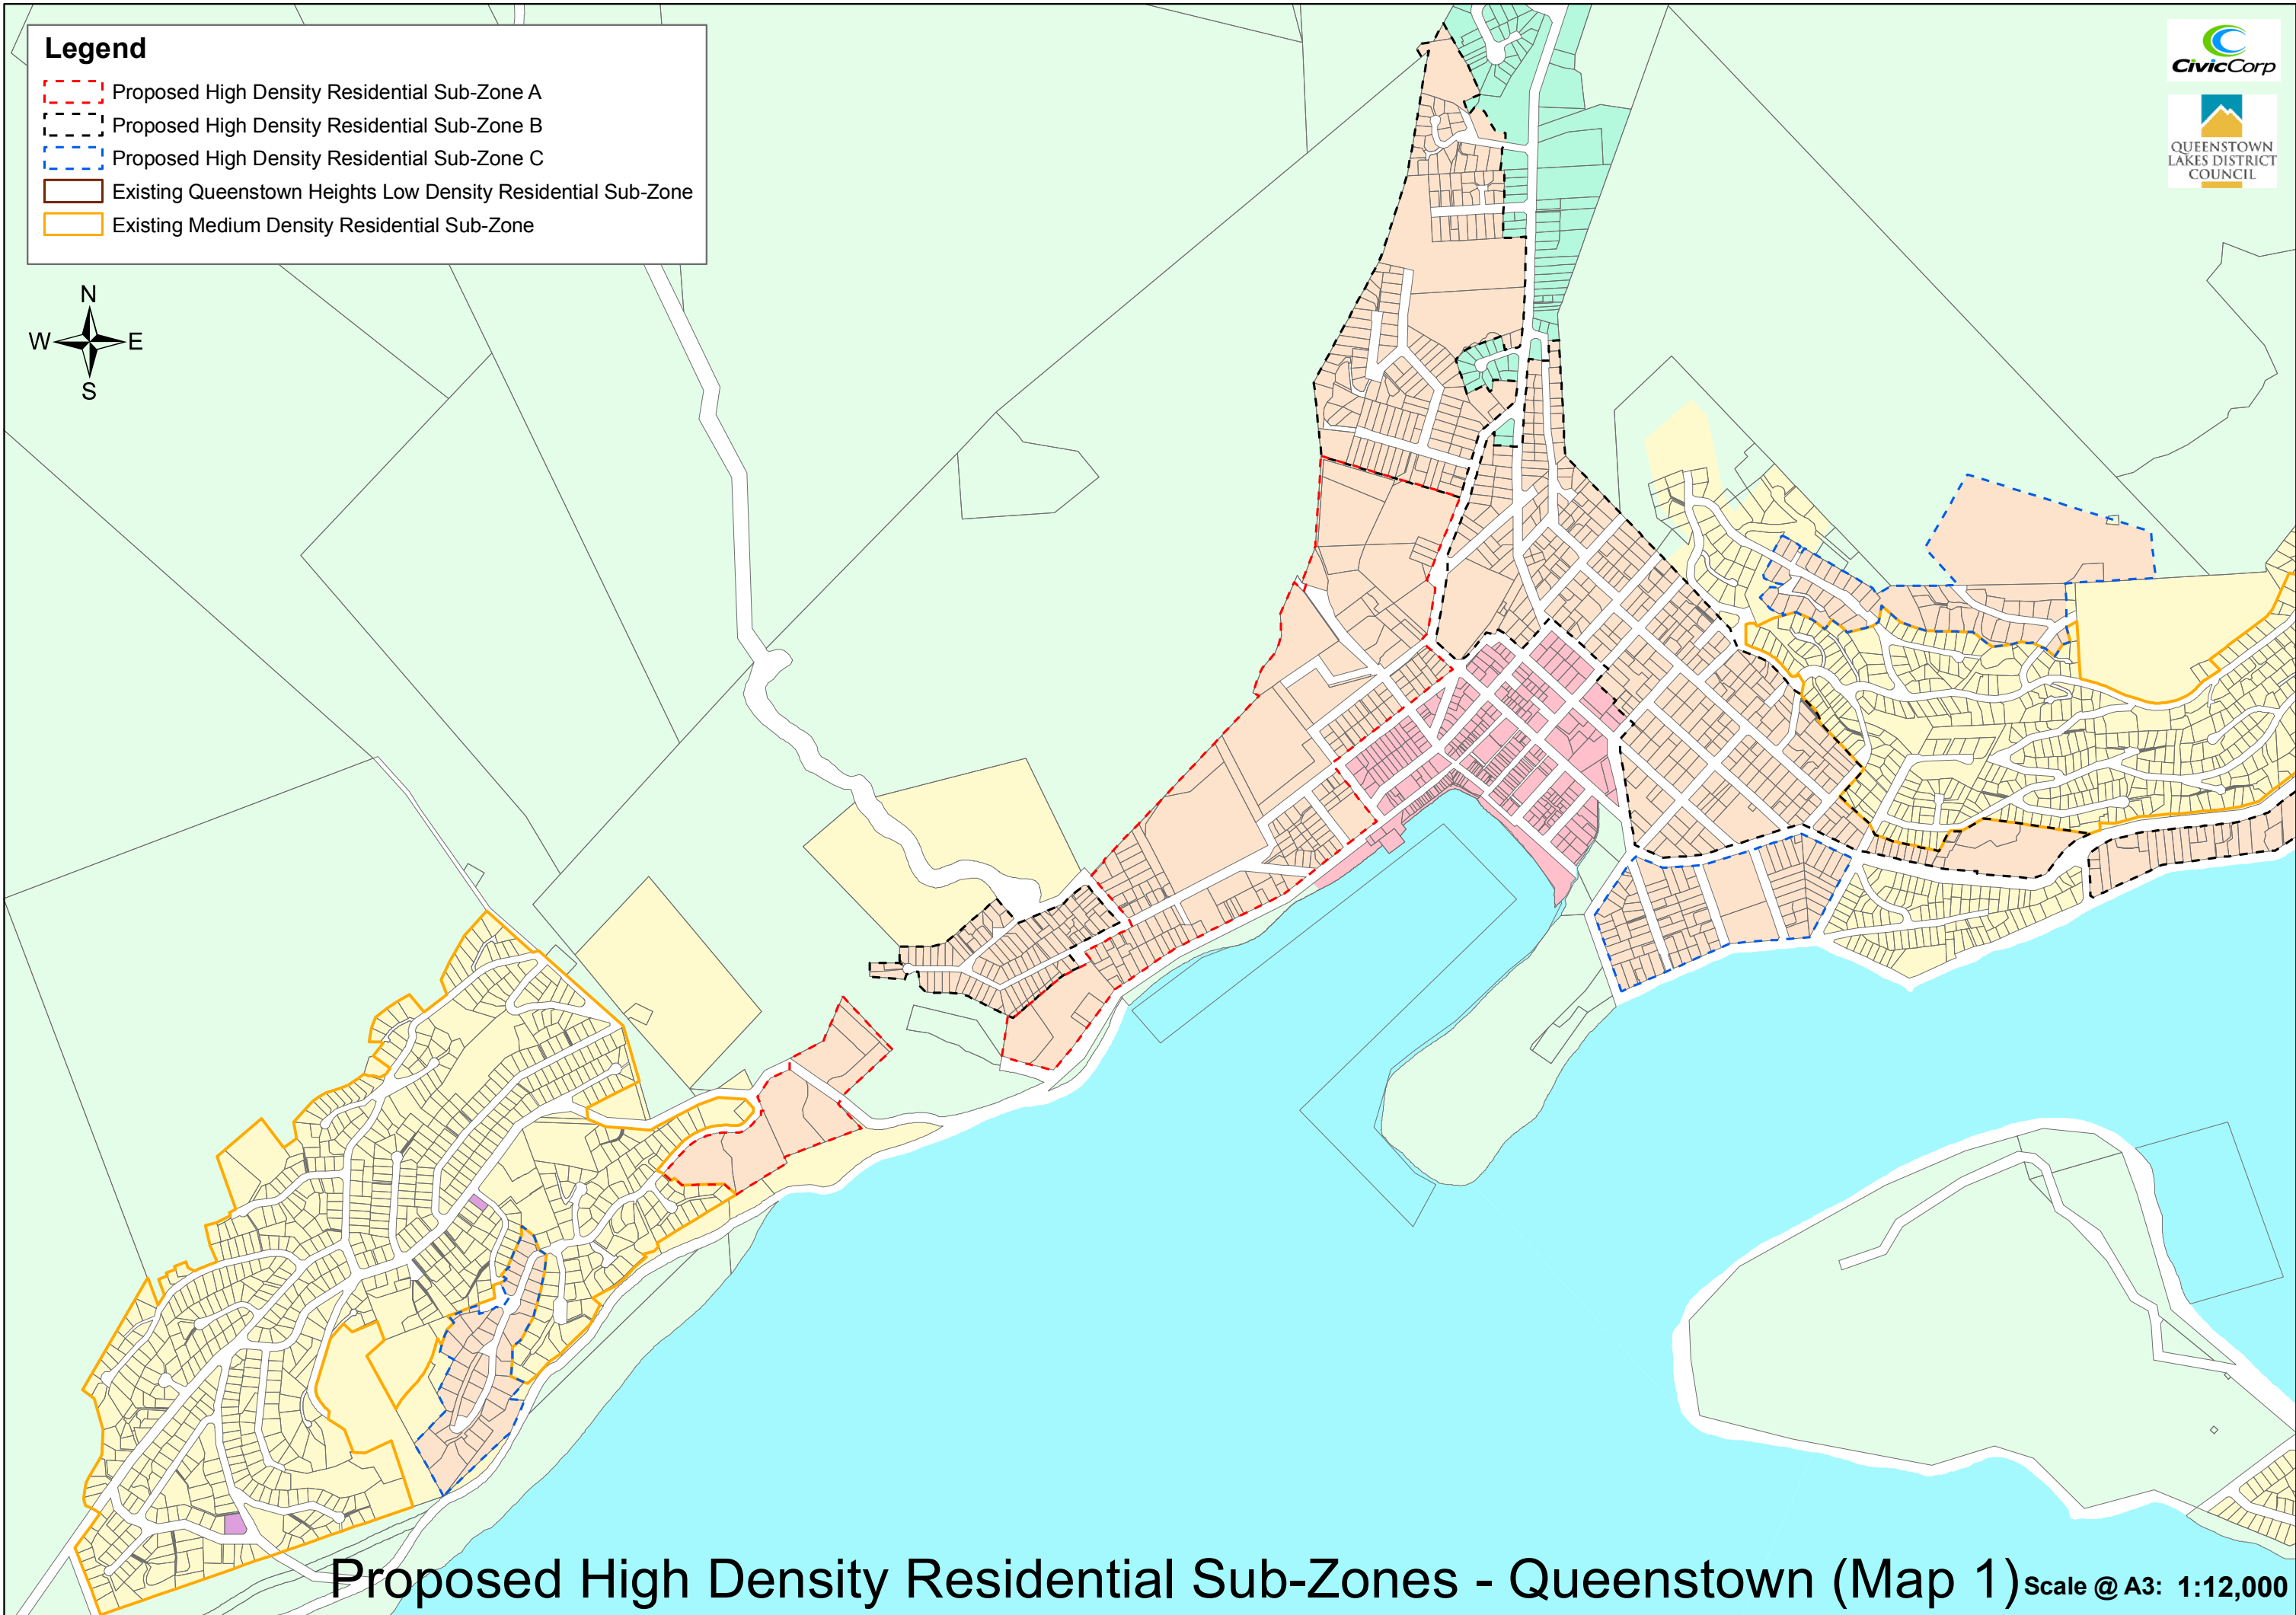 Legend
Proposed High Density Residential Sub-Zone A
Proposed High Density Residential Sub-Zone B
Proposed High Density Residential Sub-Zone C
Existing Queenstown Heights Low Density Residential Sub-Zone
Existing Medium Density Residential Sub-Zone
N
W E
S
CivicCorp
QUEENSTOWN
LAKES DISTRICT
COUNCIL
Proposed High Density Residential Sub-Zones - Queenstown (Map 1) Scale @ A3: 1:12,000